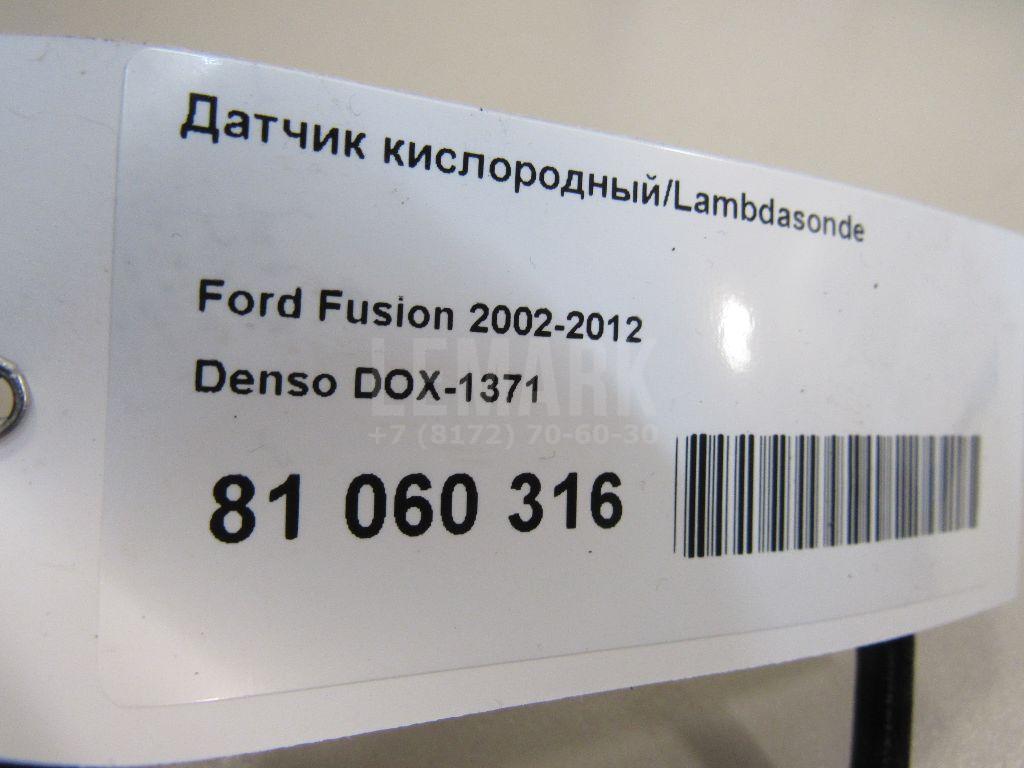 Датчик кислородный/Lambdasonde
Ford Fusion 2002-2012
Denso DOX-1371
LEMARK
+7 (8172) 70-60-30
81 060 316